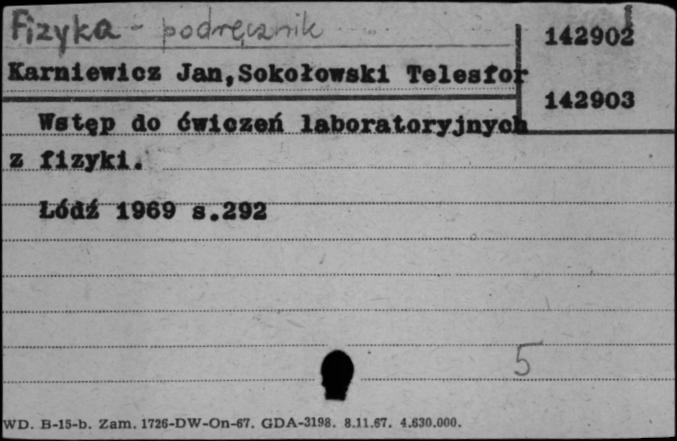 Fizyka - podręcznik
142902
Karniewicz Jan,Sokołowski Telesfor
142903
Wstęp do ćwiczeń laboratoryjnych
z fizyki.
Łódź 1969 s.292
5
WD. B-15-b. Zam. 1726-DW-On-67. GDA-3198. 8.11.67. 4.630.000.